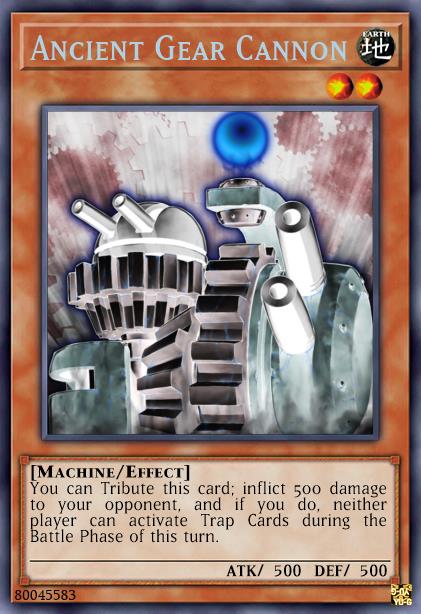 ANCIENT GEAR CANNON
EARTH
地
[MACHINE/EFFECT]
You can Tribute this card; inflict 500 damage
to your opponent, and if you do, neither
player can activate Trap Cards during the
Battle Phase of this turn.
ATK/ 500 DEF/ 500
80045583